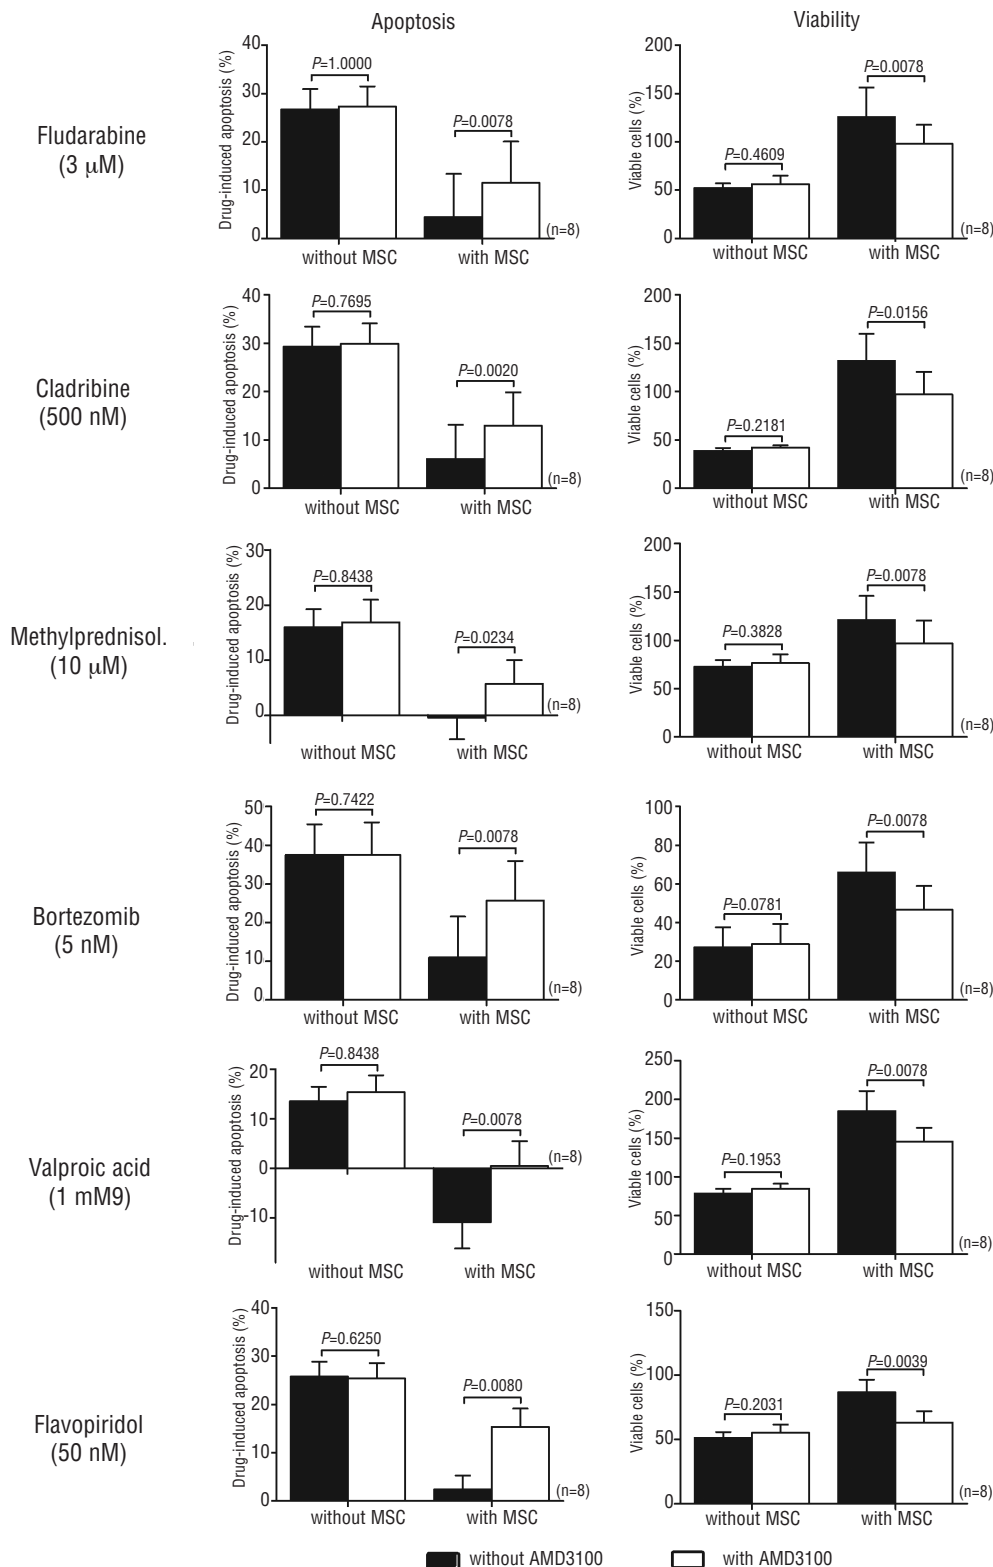 Apoptosis
Viability
Fludarabine
(3 μM)
Drug-induced apoptosis (%)
40
30
20
10
0
P=1.0000
P=0.0078
without MSC
with MSC
(n=8)
Viable cells (%)
200
150
100
50
0
P=0.4609
P=0.0078
without MSC
with MSC
(n=8)
Cladribine
(500 nM)
Drug-induced apoptosis (%)
40
30
20
10
0
P=0.7695
P=0.0020
without MSC
with MSC
(n=8)
Viable cells (%)
200
150
100
50
0
P=0.2181
P=0.0156
without MSC
with MSC
(n=8)
Methylprednisol.
(10 μM)
Drug-induced apoptosis (%)
30
20
10
0
P=0.8438
P=0.0234
without MSC
with MSC
(n=8)
Viable cells (%)
200
150
100
50
0
P=0.3828
P=0.0078
without MSC
with MSC
(n=8)
Bortezomib
(5 nM)
Drug-induced apoptosis (%)
50
40
30
20
10
0
P=0.7422
P=0.0078
without MSC
with MSC
(n=8)
Viable cells (%)
100
80
60
40
20
0
P=0.0781
P=0.0078
without MSC
with MSC
(n=8)
Valproic acid
(1 mM9)
Drug-induced apoptosis (%)
20
10
0
-10
P=0.8438
P=0.0078
without MSC
with MSC
(n=8)
Viable cells (%)
250
200
150
100
50
0
P=0.1953
P=0.0078
without MSC
with MSC
(n=8)
Flavopiridol
(50 nM)
Drug-induced apoptosis (%)
40
30
20
10
0
P=0.6250
P=0.0080
without MSC
with MSC
(n=8)
Viable cells (%)
150
100
50
0
P=0.2031
P=0.0039
without MSC
with MSC
(n=8)
without AMD3100
with AMD3100